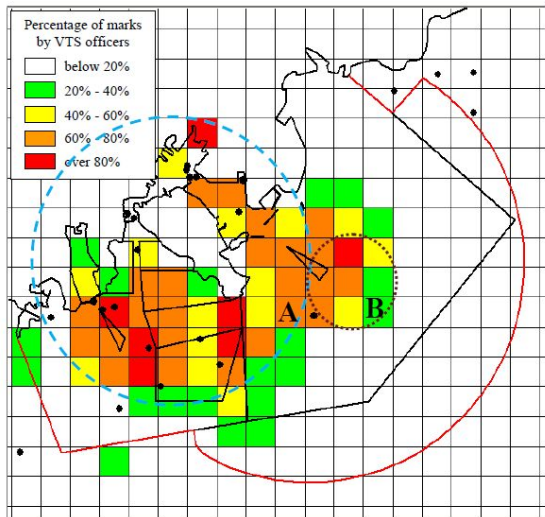 Percentage of marks
by VTS officers
below 20%
20% - 40%
40% - 60%
60% - 80%
over 80%
A
B